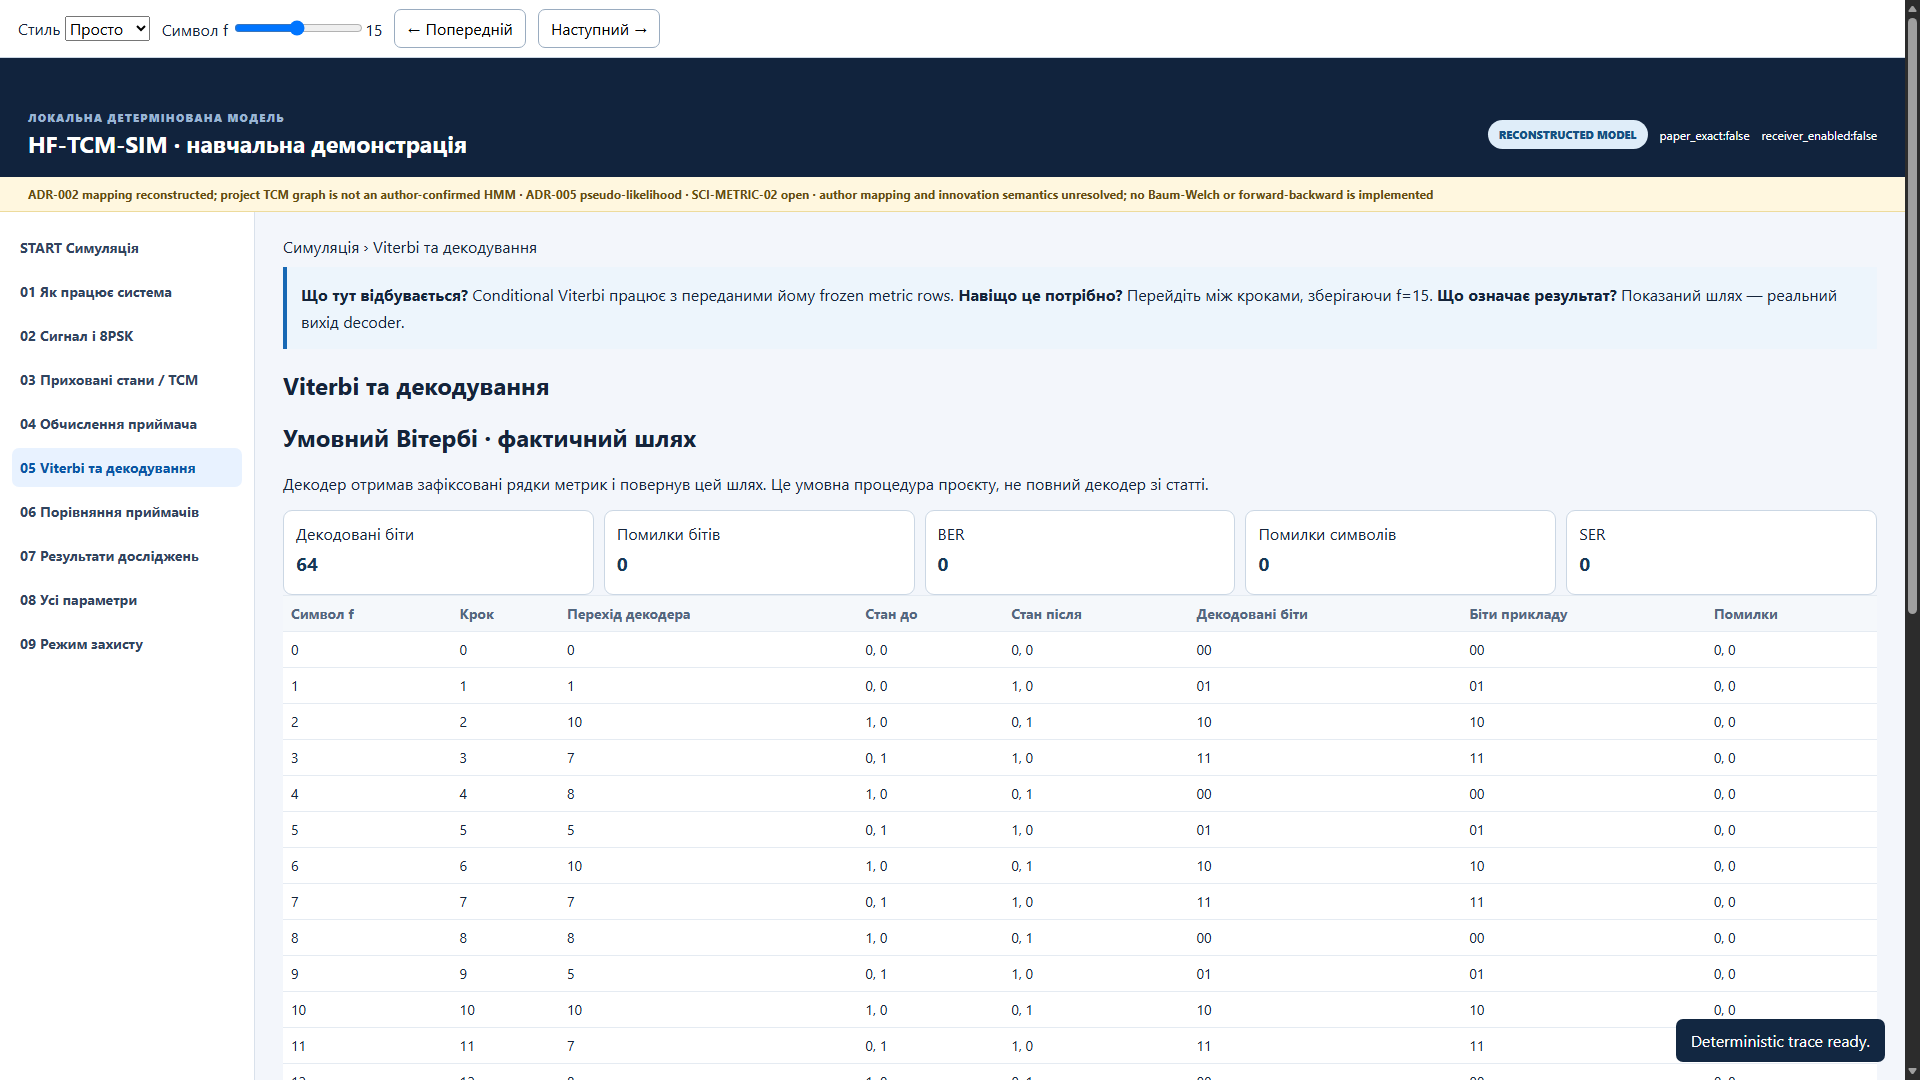 Стиль Просто Символ f 15 ← Попередній Наступний →
ЛОКАЛЬНА ДЕТЕРМІНОВАНА МОДЕЛЬ
HF-TCM-SIM · навчальна демонстрація
RECONSTRUCTED MODEL paper_exact:false receiver_enabled:false
ADR-002 mapping reconstructed; project TCM graph is not an author-confirmed HMM · ADR-005 pseudo-likelihood · SCI-METRIC-02 open · author mapping and innovation semantics unresolved; no Baum-Welch or forward-backward is implemented
START Симуляція
01 Як працює система
02 Сигнал і 8PSK
03 Приховані стани / TCM
04 Обчислення приймача
05 Viterbi та декодування
06 Порівняння приймачів
07 Результати досліджень
08 Усі параметри
09 Режим захисту
Симуляція › Viterbi та декодування
Що тут відбувається? Conditional Viterbi працює з переданими йому frozen metric rows. Навіщо це потрібно? Перейдіть між кроками, зберігаючи f=15. Що означає результат? Показаний шлях — реальний
вихід decoder.
Viterbi та декодування
Умовний Вітербі · фактичний шлях
Декодер отримав зафіксовані рядки метрик і повернув цей шлях. Це умовна процедура проєкту, не повний декодер зі статті.
Декодовані біти Помилки бітів BER Помилки символів SER
64 0 0 0 0
Символ f Крок Перехід декодера Стан до Стан після Декодовані біти Біти прикладу Помилки
0 0 0 0, 0 0, 0 00 00 0, 0
1 1 1 0, 0 1, 0 01 01 0, 0
2 2 10 1, 0 0, 1 10 10 0, 0
3 3 7 0, 1 1, 0 11 11 0, 0
4 4 8 1, 0 0, 1 00 00 0, 0
5 5 5 0, 1 1, 0 01 01 0, 0
6 6 10 1, 0 0, 1 10 10 0, 0
7 7 7 0, 1 1, 0 11 11 0, 0
8 8 8 1, 0 0, 1 00 00 0, 0
9 9 5 0, 1 1, 0 01 01 0, 0
10 10 10 1, 0 0, 1 10 10 0, 0
11 11 7 0, 1 1, 0 11 11
Deterministic trace ready.